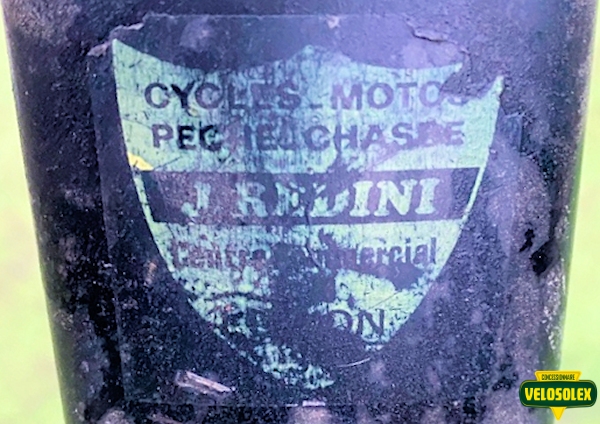 CYCLES - MOTOS
PECHE CHASSE
J REDINI
Centre Commercial
CONCESSIONNAIRE
VELOSOLEX